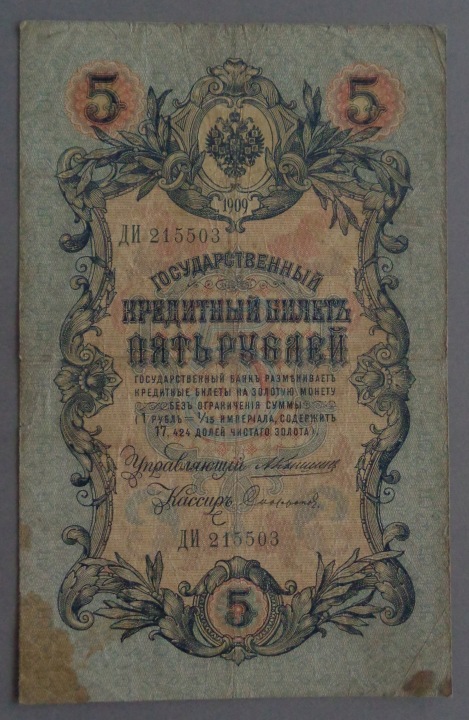 5 5
1909
ДИ 215503
ГОСУДАРСТВЕННЫЙ
КРЕДИТНЫЙ БИЛЕТЪ
ПЯТЬ РУБЛЕЙ
ГОСУДАРСТВЕННЫЙ БАНКЪ РАЗМѢНИВАЕТЪ
КРЕДИТНЫЕ БИЛЕТЫ НА ЗОЛОТУЮ МОНЕТУ
БЕЗЪ ОГРАНИЧЕНІЯ СУММЫ
(1 РУБЛЬ = 1/15 ИМПЕРІАЛА, СОДЕРЖИТЪ
17,424 ДОЛЕЙ ЧИСТАГО ЗОЛОТА).
Управляющій
Кассиръ
ДИ 215503
5